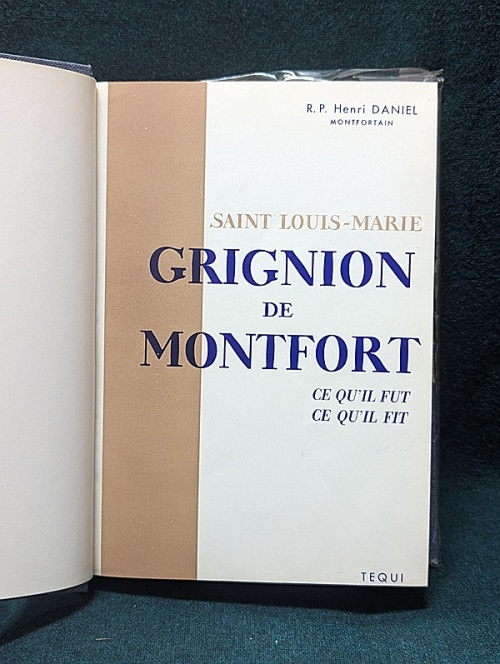 R.P. Henri DANIEL
MONTFORTAIN
SAINT LOUIS-MARIE
GRIGNION
DE
MONTFORT
CE QU'IL FUT
CE QU'IL FIT
TEQUI